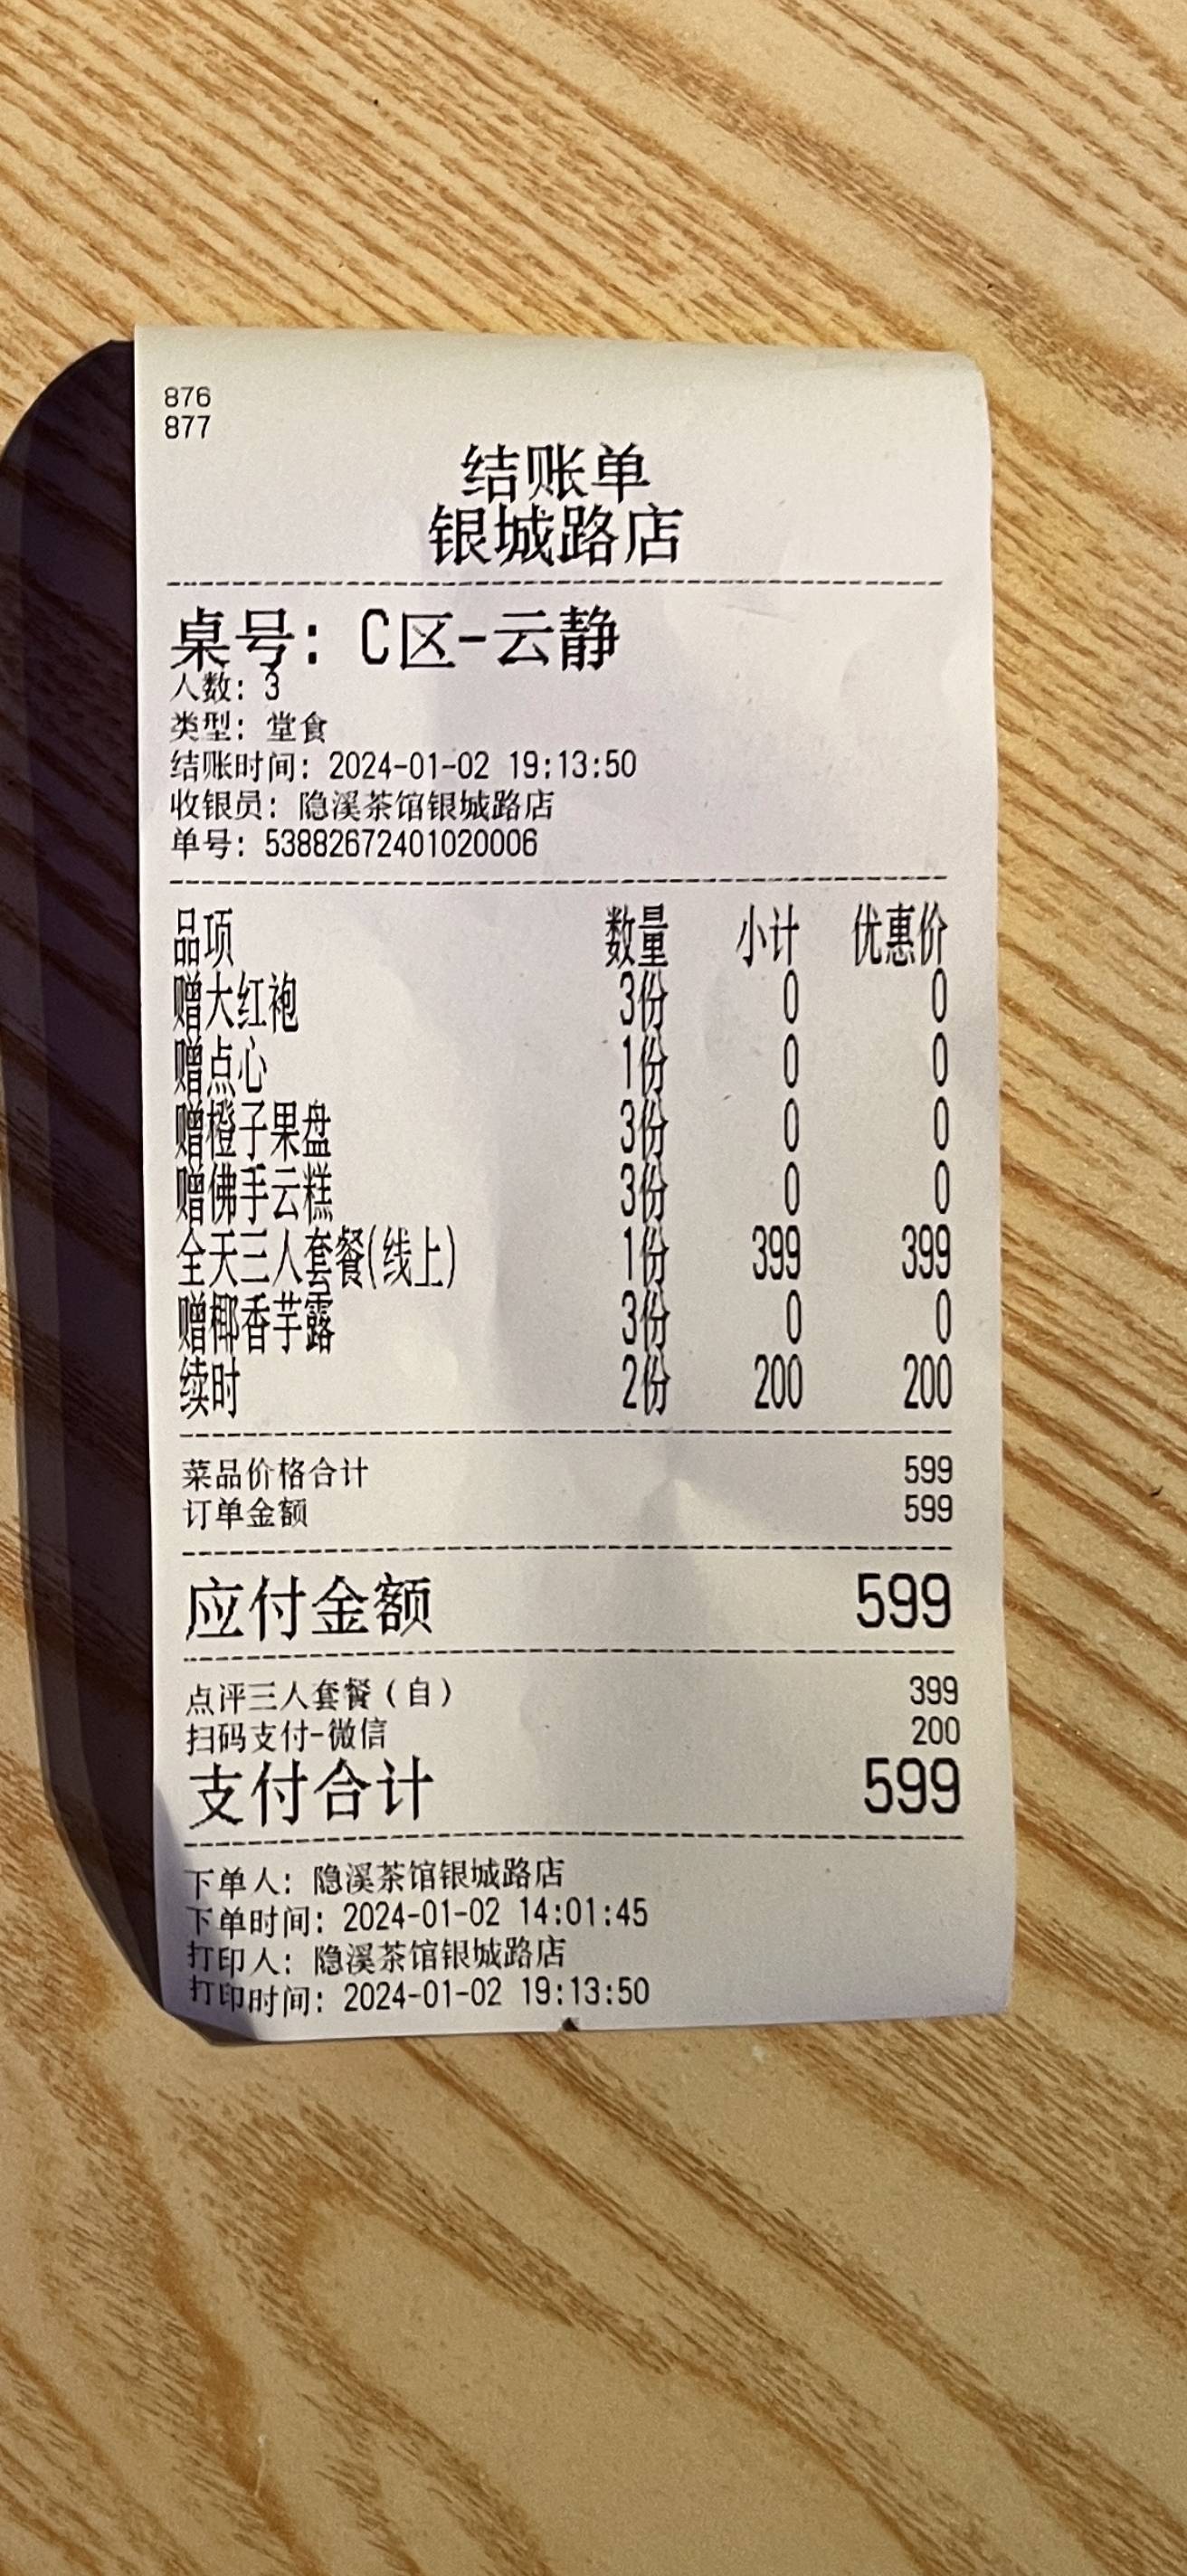 876
877
结账单
银城路店
桌号: C区-云静
人数: 3
类型: 堂食
结账时间: 2024-01-02 19:13:50
收银员: 隐溪茶馆银城路店
单号: 53882672401020006
品项 数量 小计 优惠价
赠大红袍 3份 0 0
赠点心 1份 0 0
赠橙子果盘 3份 0 0
赠佛手云糕 3份 0 0
全天三人套餐(线上) 1份 399 399
赠椰香芋露 3份 0 0
续时 2份 200 200
菜品价格合计 599
订单金额 599
应付金额 599
点评三人套餐(自) 399
扫码支付-微信 200
支付合计 599
下单人: 隐溪茶馆银城路店
下单时间: 2024-01-02 14:01:45
打印人: 隐溪茶馆银城路店
打印时间: 2024-01-02 19:13:50